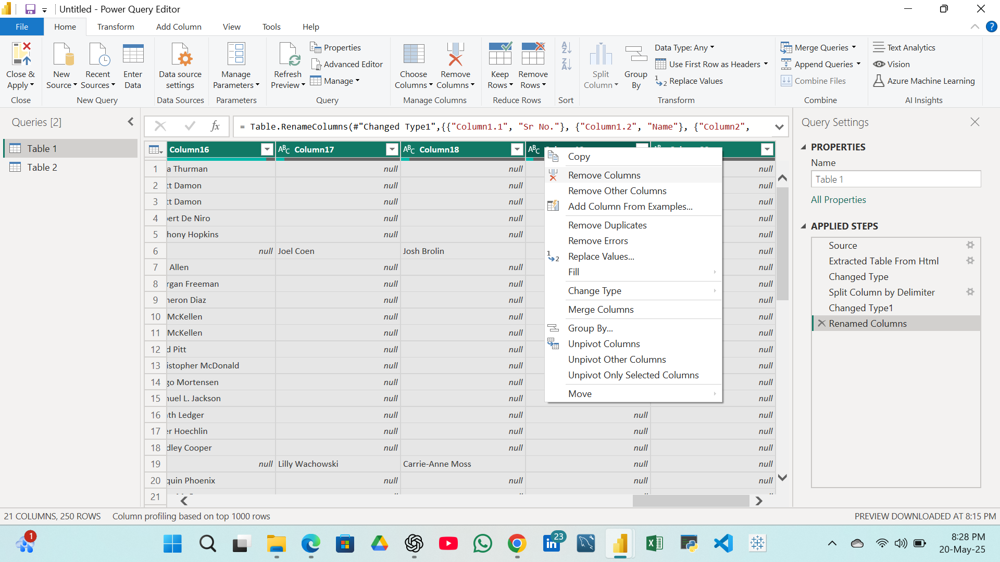 Untitled - Power Query Editor
File Home Transform Add Column View Tools Help
Close & Apply
Close
New Source
Recent Sources
Enter Data
New Query
Data source settings
Data Sources
Manage Parameters
Parameters
Refresh Preview
Properties
Advanced Editor
Manage
Query
Choose Columns
Remove Columns
Manage Columns
Keep Rows
Remove Rows
Reduce Rows
Sort
Split Column
Group By
Data Type: Any
Use First Row as Headers
Replace Values
Transform
Merge Queries
Append Queries
Combine Files
Combine
Text Analytics
Vision
Azure Machine Learning
AI Insights
Queries [2]
Table 1
Table 2
= Table.RenameColumns(#"Changed Type1",{{"Column1.1", "Sr No."}, {"Column1.2", "Name"}, {"Column2",
Column16 Column17 Column18
1 a Thurman null null null
2 tt Damon null null null
3 tt Damon null null null
4 ert De Niro null null null
5 hony Hopkins null null null
6 null Joel Coen Josh Brolin null
7 Allen null null null
8 rgan Freeman null null null
9 neron Diaz null null null
10 McKellen null null null
11 McKellen null null null
12 d Pitt null null null
13 istopher McDonald null null null
14 go Mortensen null null null
15 nuel L. Jackson null null null
16 th Ledger null null null null
17 er Hoechlin null null null null
18 dley Cooper null null null null
19 null Lilly Wachowski Carrie-Anne Moss null null
20 quin Phoenix null null null null
21
Copy
Remove Columns
Remove Other Columns
Add Column From Examples...
Remove Duplicates
Remove Errors
Replace Values...
Fill
Change Type
Merge Columns
Group By...
Unpivot Columns
Unpivot Other Columns
Unpivot Only Selected Columns
Move
Query Settings
PROPERTIES
Name
Table 1
All Properties
APPLIED STEPS
Source
Extracted Table From Html
Changed Type
Split Column by Delimiter
Changed Type1
Renamed Columns
21 COLUMNS, 250 ROWS Column profiling based on top 1000 rows
PREVIEW DOWNLOADED AT 8:15 PM
1
23
8:28 PM
20-May-25